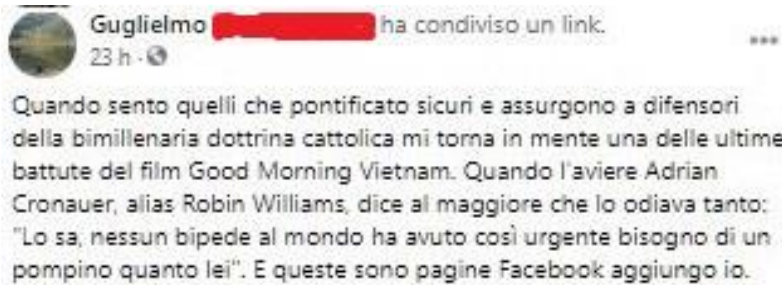 Guglielmo ha condiviso un link.
23 h ·
Quando sento quelli che pontificato sicuri e assurgono a difensori
della bimillenaria dottrina cattolica mi torna in mente una delle ultime
battute del film Good Morning Vietnam. Quando l'aviere Adrian
Cronauer, alias Robin Williams, dice al maggiore che lo odiava tanto:
"Lo sa, nessun bipede al mondo ha avuto così urgente bisogno di un
pompino quanto lei". E queste sono pagine Facebook aggiungo io.